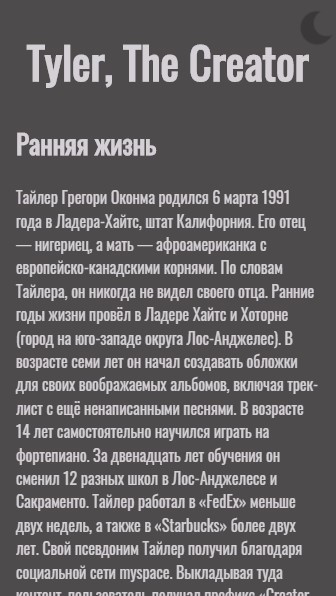 Tyler, The Creator
Ранняя жизнь
Тайлер Грегори Оконма родился 6 марта 1991
года в Ладера-Хайтс, штат Калифорния. Его отец
— нигериец, а мать — афроамериканка с
европейско-канадскими корнями. По словам
Тайлера, он никогда не видел своего отца. Ранние
годы жизни провёл в Ладере Хайтс и Хоторне
(город на юго-западе округа Лос-Анджелес). В
возрасте семи лет он начал создавать обложки
для своих воображаемых альбомов, включая трек-
лист с ещё ненаписанными песнями. В возрасте
14 лет самостоятельно научился играть на
фортепиано. За двенадцать лет обучения он
сменил 12 разных школ в Лос-Анджелесе и
Сакраменто. Тайлер работал в «FedEx» меньше
двух недель, а также в «Starbucks» более двух
лет. Свой псевдоним Тайлер получил благодаря
социальной сети myspace. Выкладывая туда
контент, пользователь получал префикс «Creator